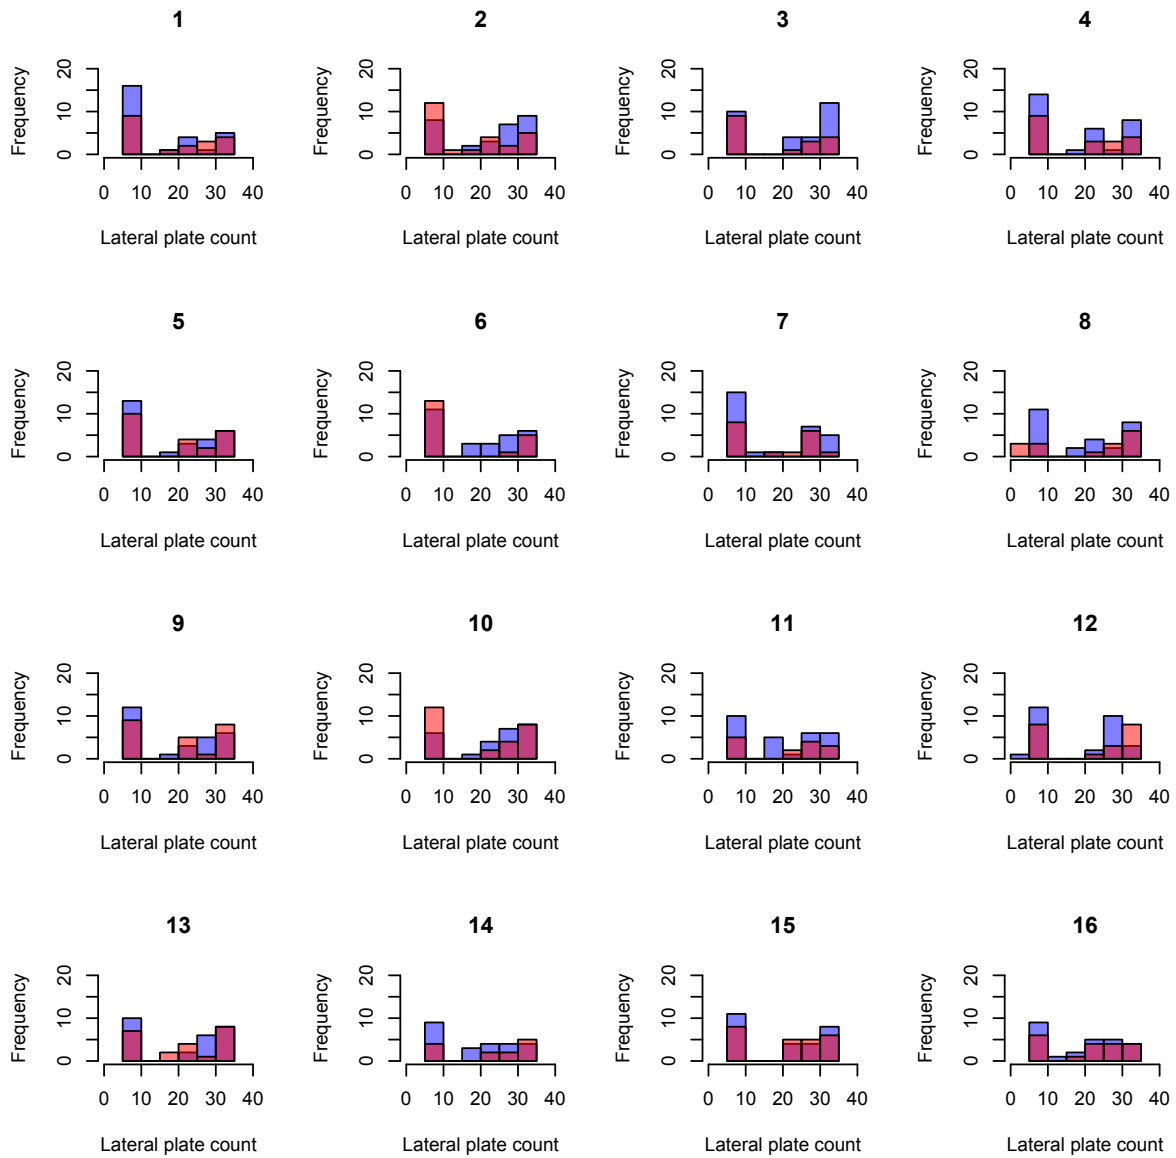 1 2 3 4
Frequency 0 10 20 Frequency 0 10 20 Frequency 0 10 20 Frequency 0 10 20
0 10 20 30 40 0 10 20 30 40 0 10 20 30 40 0 10 20 30 40
Lateral plate count Lateral plate count Lateral plate count Lateral plate count
5 6 7 8
Frequency 0 10 20 Frequency 0 10 20 Frequency 0 10 20 Frequency 0 10 20
0 10 20 30 40 0 10 20 30 40 0 10 20 30 40 0 10 20 30 40
Lateral plate count Lateral plate count Lateral plate count Lateral plate count
9 10 11 12
Frequency 0 10 20 Frequency 0 10 20 Frequency 0 10 20 Frequency 0 10 20
0 10 20 30 40 0 10 20 30 40 0 10 20 30 40 0 10 20 30 40
Lateral plate count Lateral plate count Lateral plate count Lateral plate count
13 14 15 16
Frequency 0 10 20 Frequency 0 10 20 Frequency 0 10 20 Frequency 0 10 20
0 10 20 30 40 0 10 20 30 40 0 10 20 30 40 0 10 20 30 40
Lateral plate count Lateral plate count Lateral plate count Lateral plate count